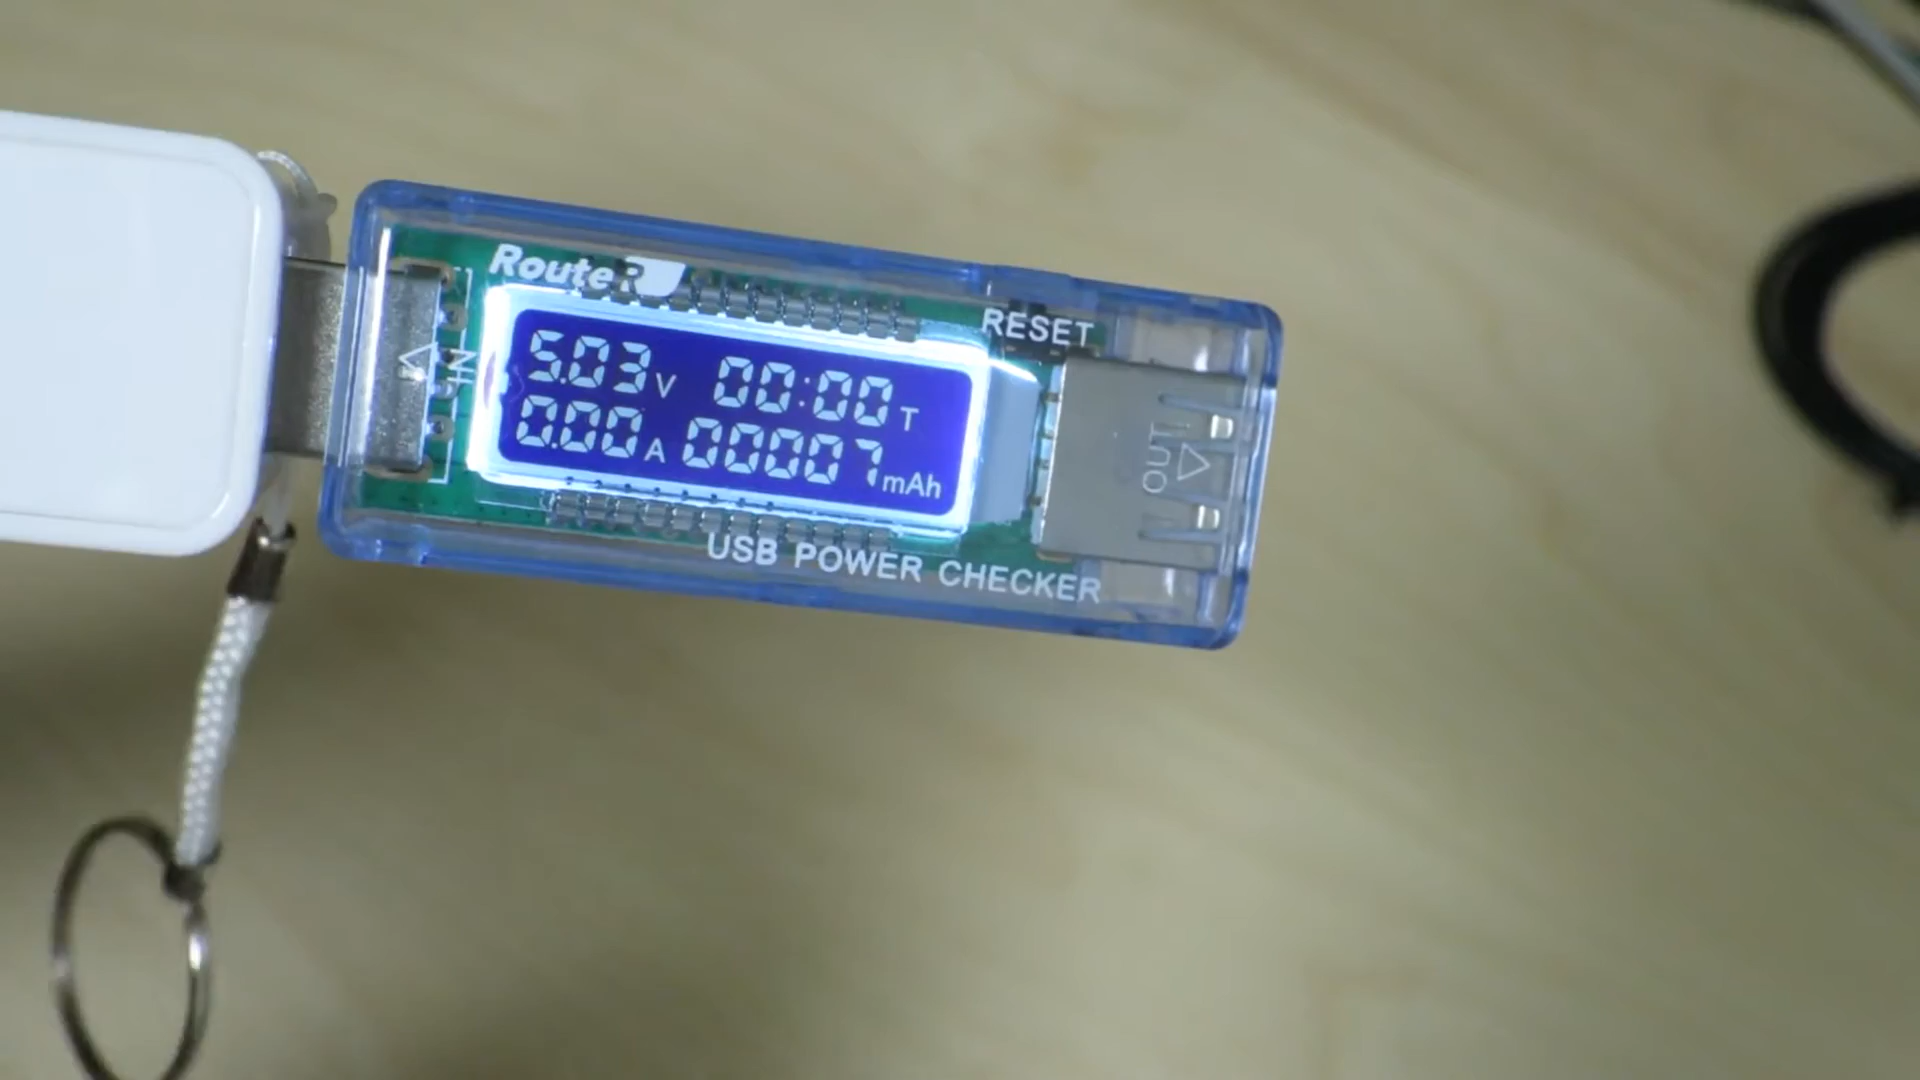 RouteR
RESET
IN
5.03V 00:00T
0.00A 00007mAh
OUT
USB POWER CHECKER